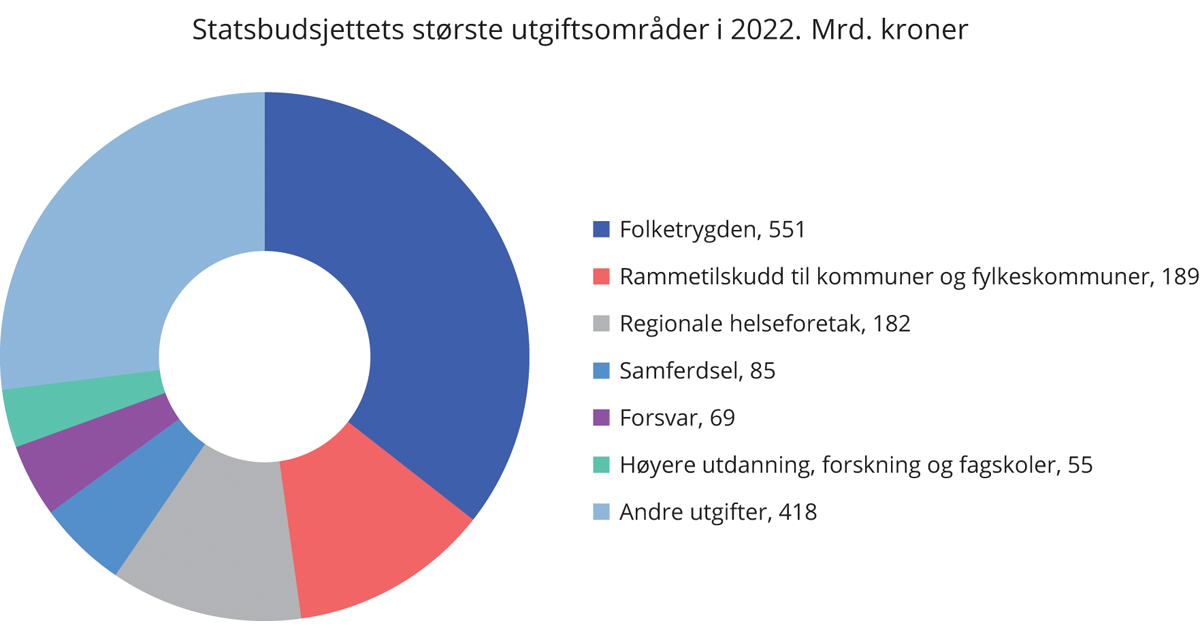 Statsbudsjettets største utgiftsområder i 2022. Mrd. kroner
Folketrygden, 551
Rammetilskudd til kommuner og fylkeskommuner, 189
Regionale helseforetak, 182
Samferdsel, 85
Forsvar, 69
Høyere utdanning, forskning og fagskoler, 55
Andre utgifter, 418